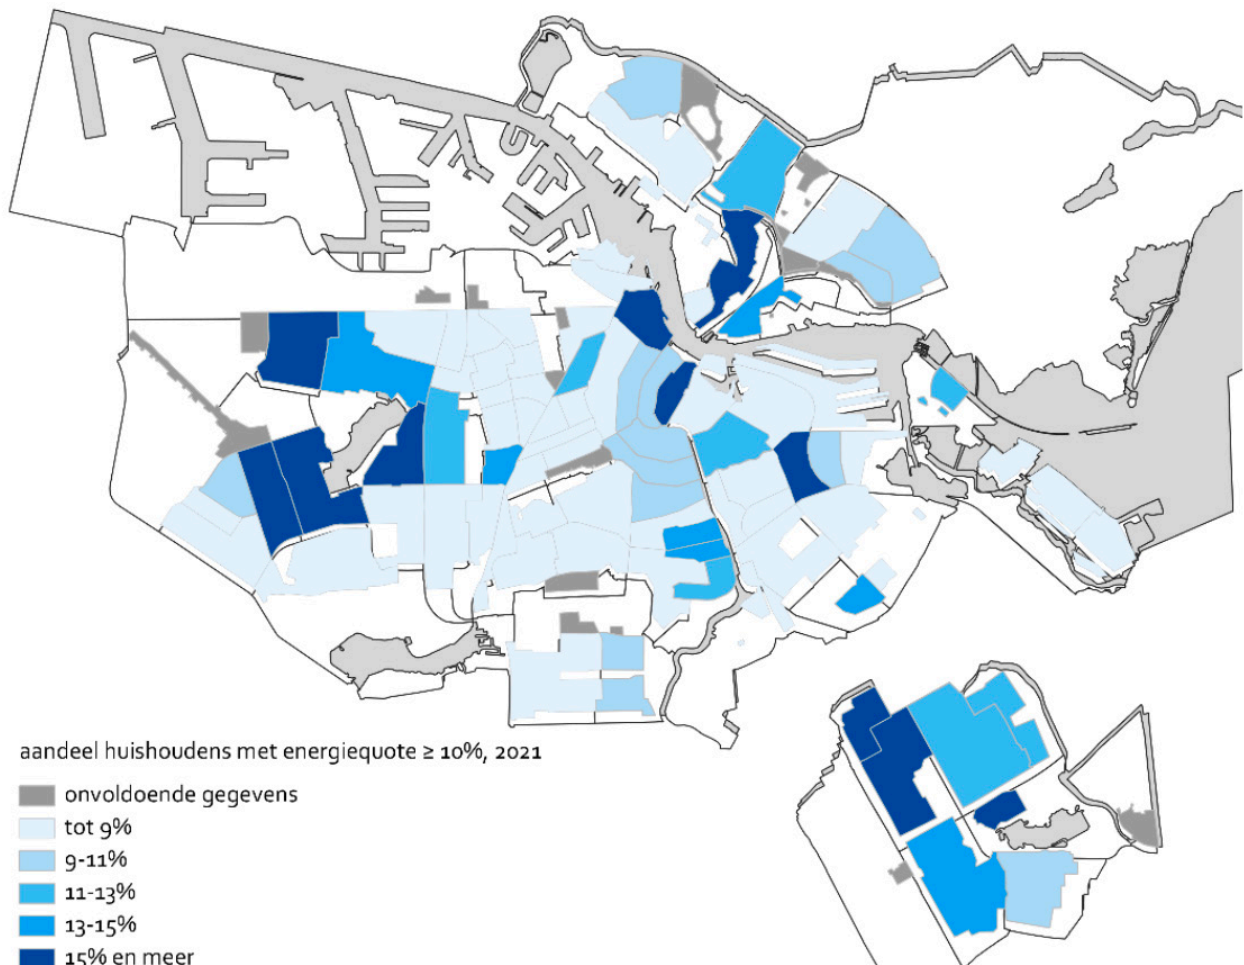 aandeel huishoudens met energiequote ≥ 10%, 2021
onvoldoende gegevens
tot 9%
9-11%
11-13%
13-15%
15% en meer